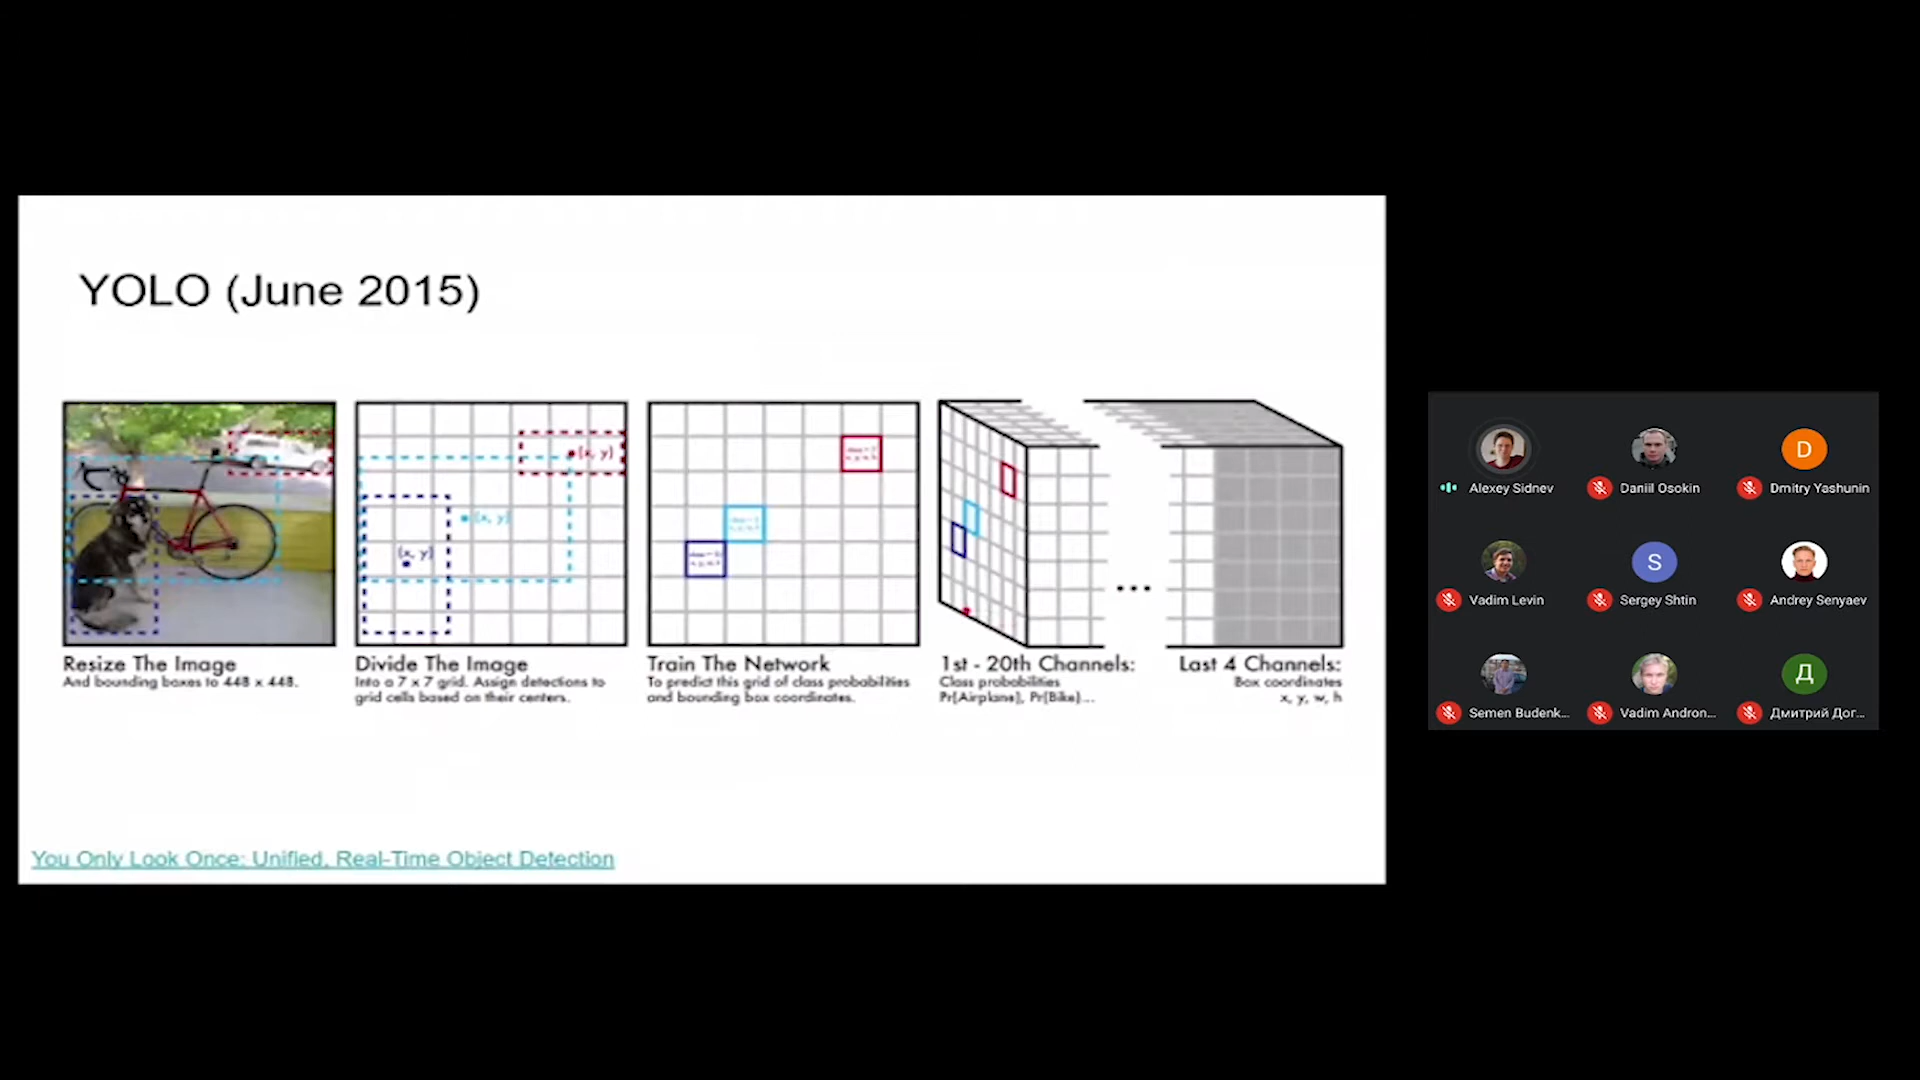 YOLO (June 2015)
(x, y)
(x, y)
(x, y)
Resize The Image
And bounding boxes to 448 x 448.
Divide The Image
Into a 7 x 7 grid. Assign detections to
grid cells based on their centers.
Train The Network
To predict this grid of class probabilities
and bounding box coordinates.
1st - 20th Channels:
Class probabilities
Pr(Airplane), Pr(Bike)...
Last 4 Channels:
Box coordinates
x, y, w, h
You Only Look Once: Unified, Real-Time Object Detection
Alexey Sidnev
Daniil Osokin
D
Dmitry Yashunin
Vadim Levin
S
Sergey Shtin
Andrey Senyaev
Semen Budenk...
Vadim Andron...
Д
Дмитрий Дог...